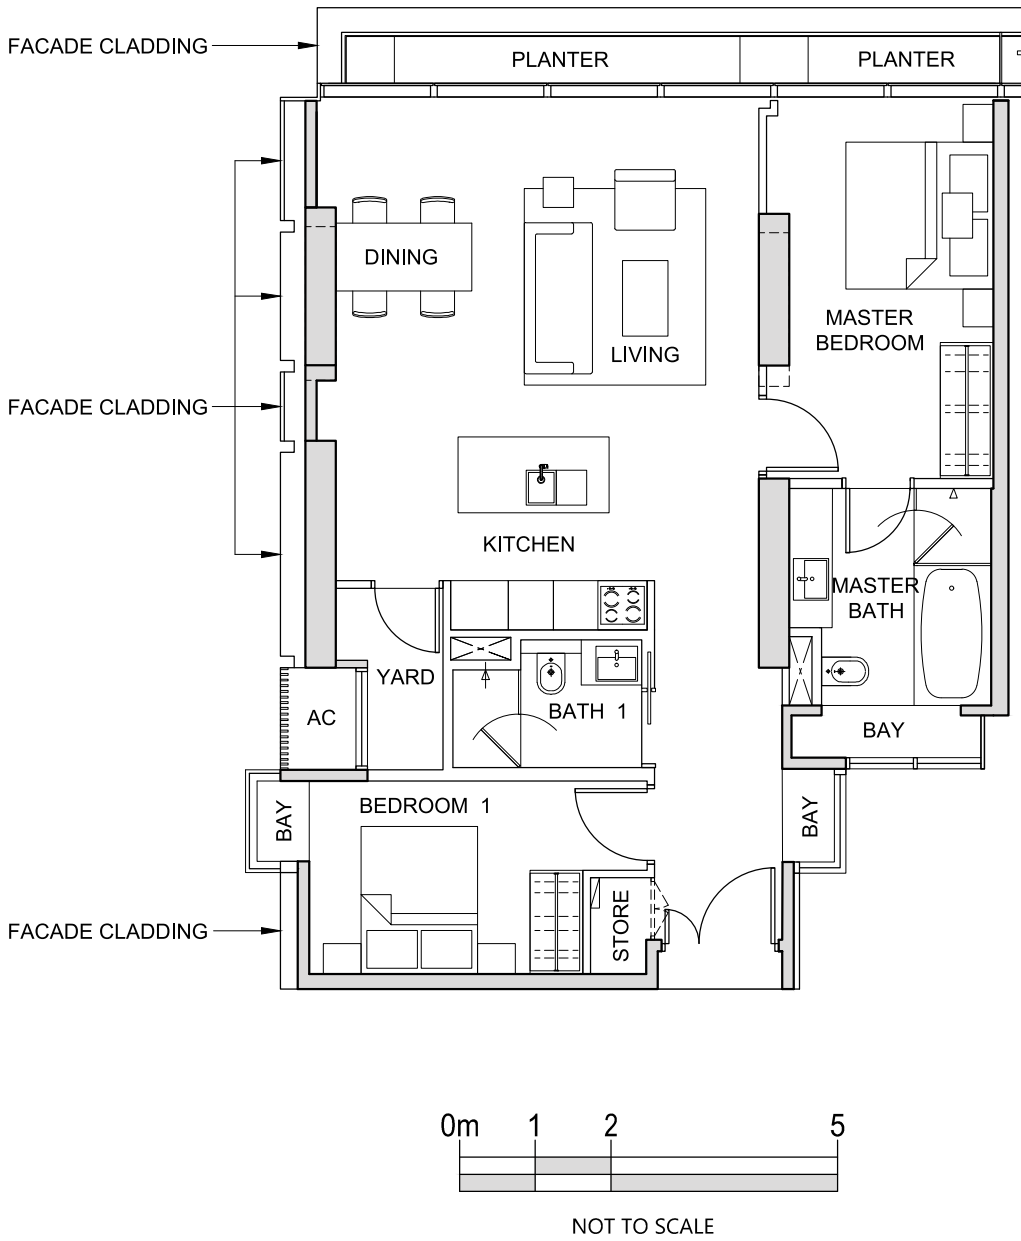 FACADE CLADDING
PLANTER
PLANTER
DINING
LIVING
MASTER
BEDROOM
FACADE CLADDING
KITCHEN
MASTER
BATH
YARD
AC
BATH 1
BAY
BAY
BEDROOM 1
BAY
STORE
FACADE CLADDING
0m 1 2 5
NOT TO SCALE